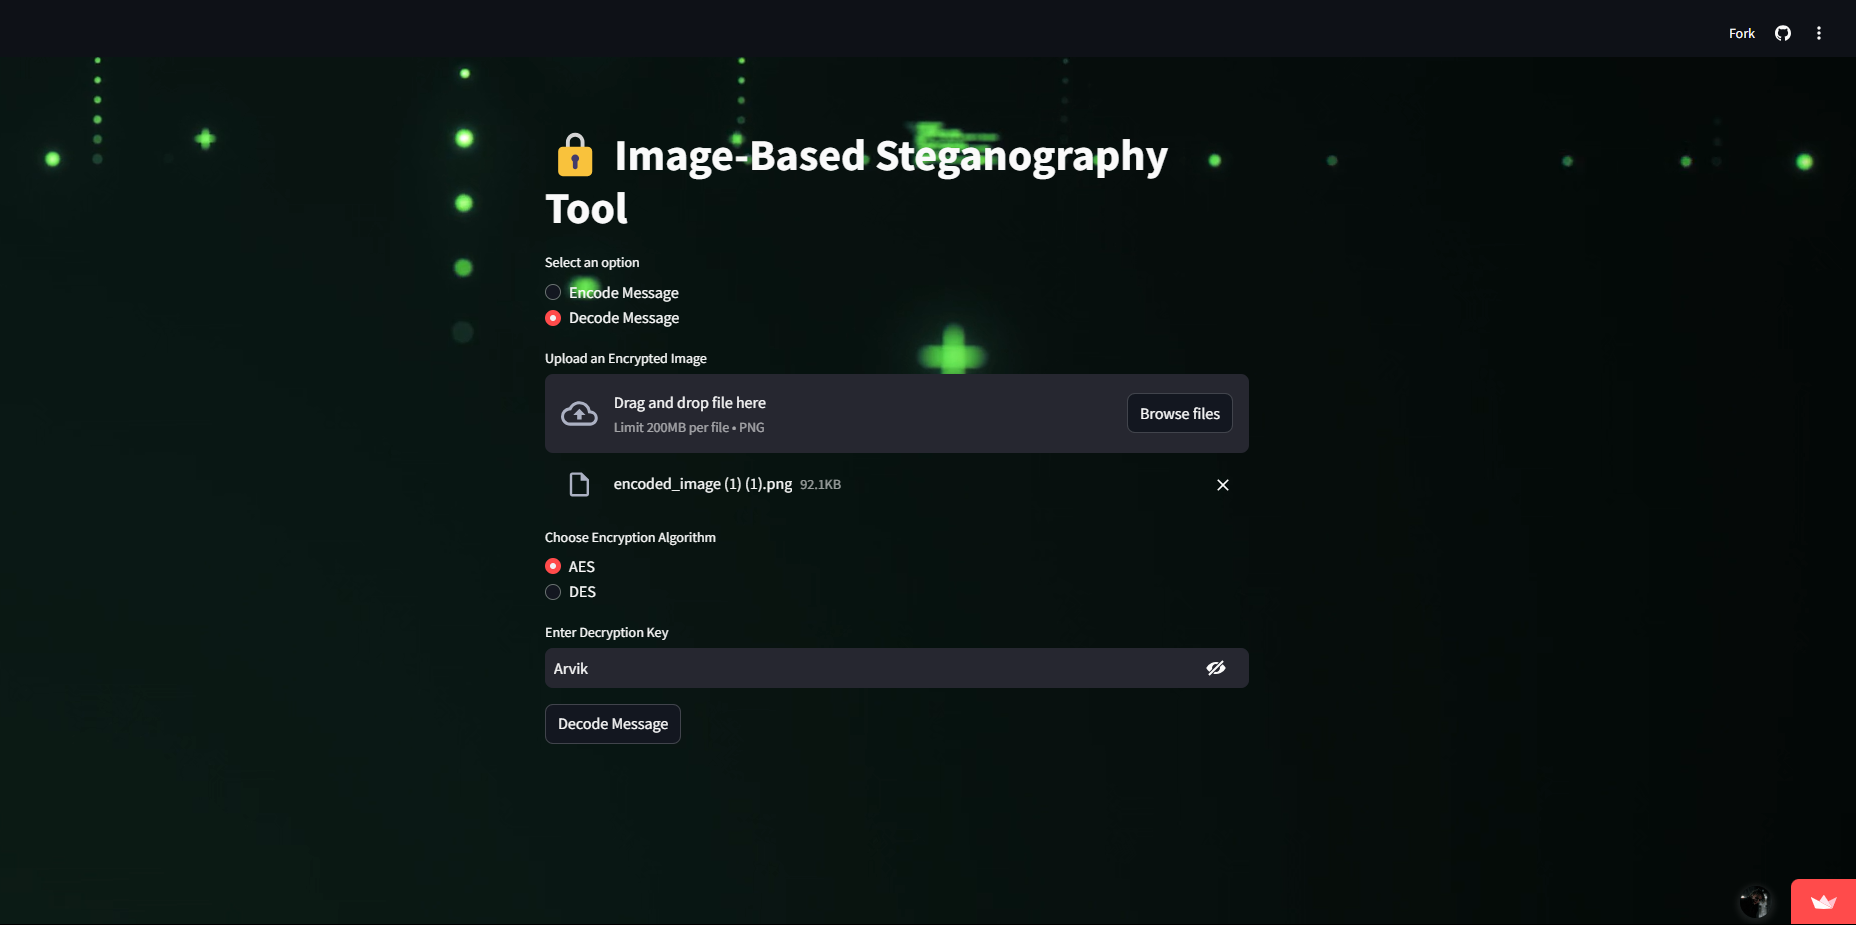 Fork
Image-Based Steganography
Tool
Select an option
Encode Message
Decode Message
Upload an Encrypted Image
Drag and drop file here
Limit 200MB per file • PNG
Browse files
encoded_image (1) (1).png 92.1KB
Choose Encryption Algorithm
AES
DES
Enter Decryption Key
Arvik
Decode Message